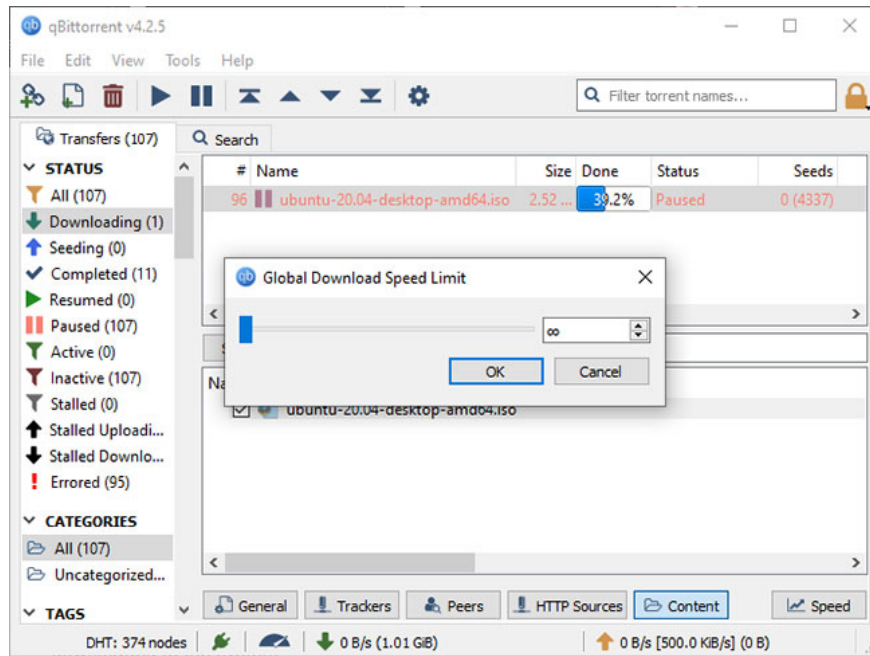 qBittorrent v4.2.5
File Edit View Tools Help
Filter torrent names...
Transfers (107) Search
STATUS
All (107)
Downloading (1)
Seeding (0)
Completed (11)
Resumed (0)
Paused (107)
Active (0)
Inactive (107)
Stalled (0)
Stalled Uploadi...
Stalled Downlo...
Errored (95)
CATEGORIES
All (107)
Uncategorized...
TAGS
# Name Size Done Status Seeds
96 ubuntu-20.04-desktop-amd64.iso 2.52 ... 39.2% Paused 0 (4337)
Global Download Speed Limit
∞
OK Cancel
ubuntu-20.04-desktop-amd64.iso
General Trackers Peers HTTP Sources Content Speed
DHT: 374 nodes 0 B/s (1.01 GiB) 0 B/s [500.0 KiB/s] (0 B)